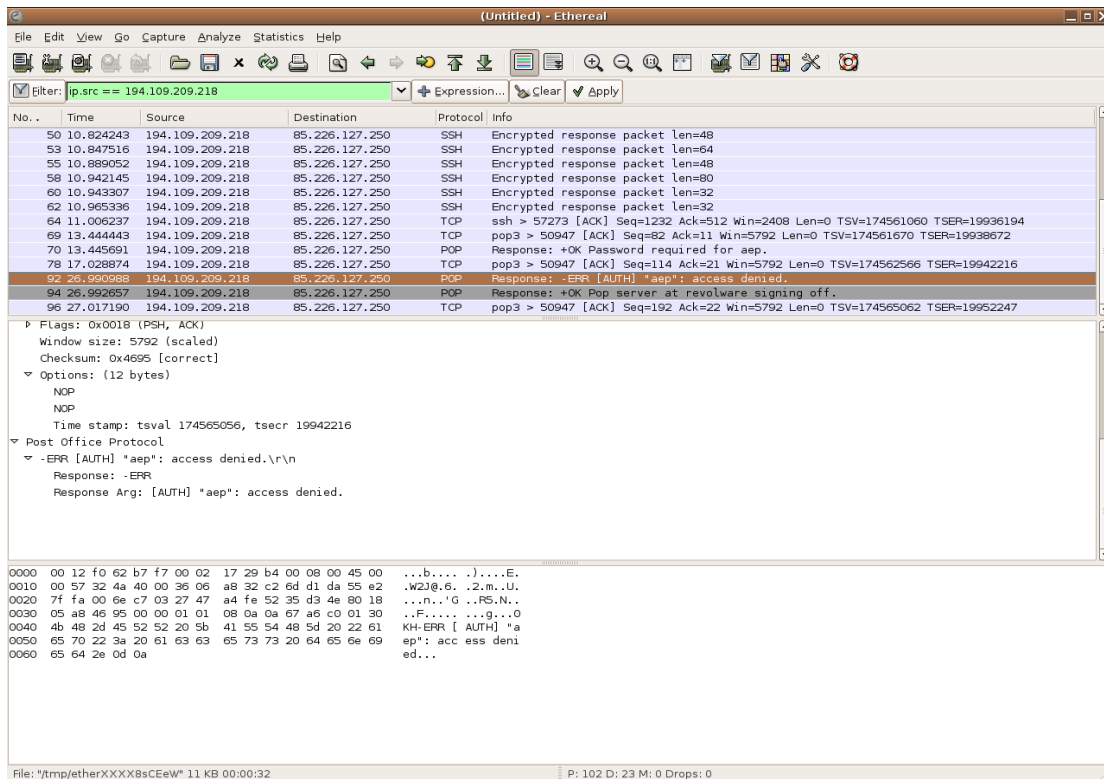 (Untitled) - Ethereal
File Edit View Go Capture Analyze Statistics Help
Filter: ip.src == 194.109.209.218 Expression... Clear Apply
No. . Time Source Destination Protocol Info
50 10.824243 194.109.209.218 85.226.127.250 SSH Encrypted response packet len=48
53 10.847516 194.109.209.218 85.226.127.250 SSH Encrypted response packet len=64
55 10.889052 194.109.209.218 85.226.127.250 SSH Encrypted response packet len=48
58 10.942145 194.109.209.218 85.226.127.250 SSH Encrypted response packet len=80
60 10.943307 194.109.209.218 85.226.127.250 SSH Encrypted response packet len=32
62 10.965336 194.109.209.218 85.226.127.250 SSH Encrypted response packet len=32
64 11.006237 194.109.209.218 85.226.127.250 TCP ssh > 57273 [ACK] Seq=1232 Ack=512 Win=2408 Len=0 TSV=174561060 TSER=19936194
69 13.444443 194.109.209.218 85.226.127.250 TCP pop3 > 50947 [ACK] Seq=82 Ack=11 Win=5792 Len=0 TSV=174561670 TSER=19938672
70 13.445691 194.109.209.218 85.226.127.250 POP Response: +OK Password required for aep.
78 17.028874 194.109.209.218 85.226.127.250 TCP pop3 > 50947 [ACK] Seq=114 Ack=21 Win=5792 Len=0 TSV=174562566 TSER=19942216
92 26.990988 194.109.209.218 85.226.127.250 POP Response: -ERR [AUTH] "aep": access denied.
94 26.992657 194.109.209.218 85.226.127.250 POP Response: +OK Pop server at revolware signing off.
96 27.017190 194.109.209.218 85.226.127.250 TCP pop3 > 50947 [ACK] Seq=192 Ack=22 Win=5792 Len=0 TSV=174565062 TSER=19952247
Flags: 0x0018 (PSH, ACK)
Window size: 5792 (scaled)
Checksum: 0x4695 [correct]
Options: (12 bytes)
NOP
NOP
Time stamp: tsval 174565056, tsecr 19942216
Post Office Protocol
-ERR [AUTH] "aep": access denied.\r\n
Response: -ERR
Response Arg: [AUTH] "aep": access denied.
0000 00 12 f0 62 b7 f7 00 02 17 29 b4 00 08 00 45 00 ...b.... .)....E.
0010 00 57 32 4a 40 00 36 06 a8 32 c2 6d d1 da 55 e2 .W2J@.6. .2.m..U.
0020 7f fa 00 6e c7 03 27 47 a4 fe 52 35 d3 4e 80 18 ...n..'G ..R5.N..
0030 05 a8 46 95 00 00 01 01 08 0a 0a 67 a6 c0 01 30 ..F..... ...g...0
0040 4b 48 2d 45 52 52 20 5b 41 55 54 48 5d 20 22 61 KH-ERR [ AUTH] "a
0050 65 70 22 3a 20 61 63 63 65 73 73 20 64 65 6e 69 ep": acc ess deni
0060 65 64 2e 0d 0a ed...
File: "/tmp/etherXXXX8sCEeW" 11 KB 00:00:32 P: 102 D: 23 M: 0 Drops: 0